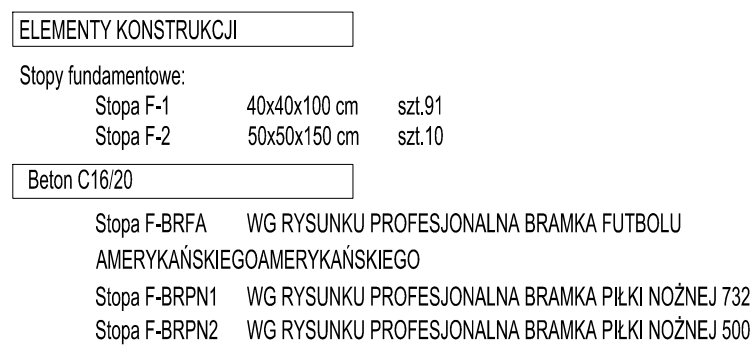 ELEMENTY KONSTRUKCJI
Stopy fundamentowe:
Stopa F-1 40x40x100 cm szt.91
Stopa F-2 50x50x150 cm szt.10
Beton C16/20
Stopa F-BRFA WG RYSUNKU PROFESJONALNA BRAMKA FUTBOLU
AMERYKAŃSKIEGOAMERYKAŃSKIEGO
Stopa F-BRPN1 WG RYSUNKU PROFESJONALNA BRAMKA PIŁKI NOŻNEJ 732
Stopa F-BRPN2 WG RYSUNKU PROFESJONALNA BRAMKA PIŁKI NOŻNEJ 500